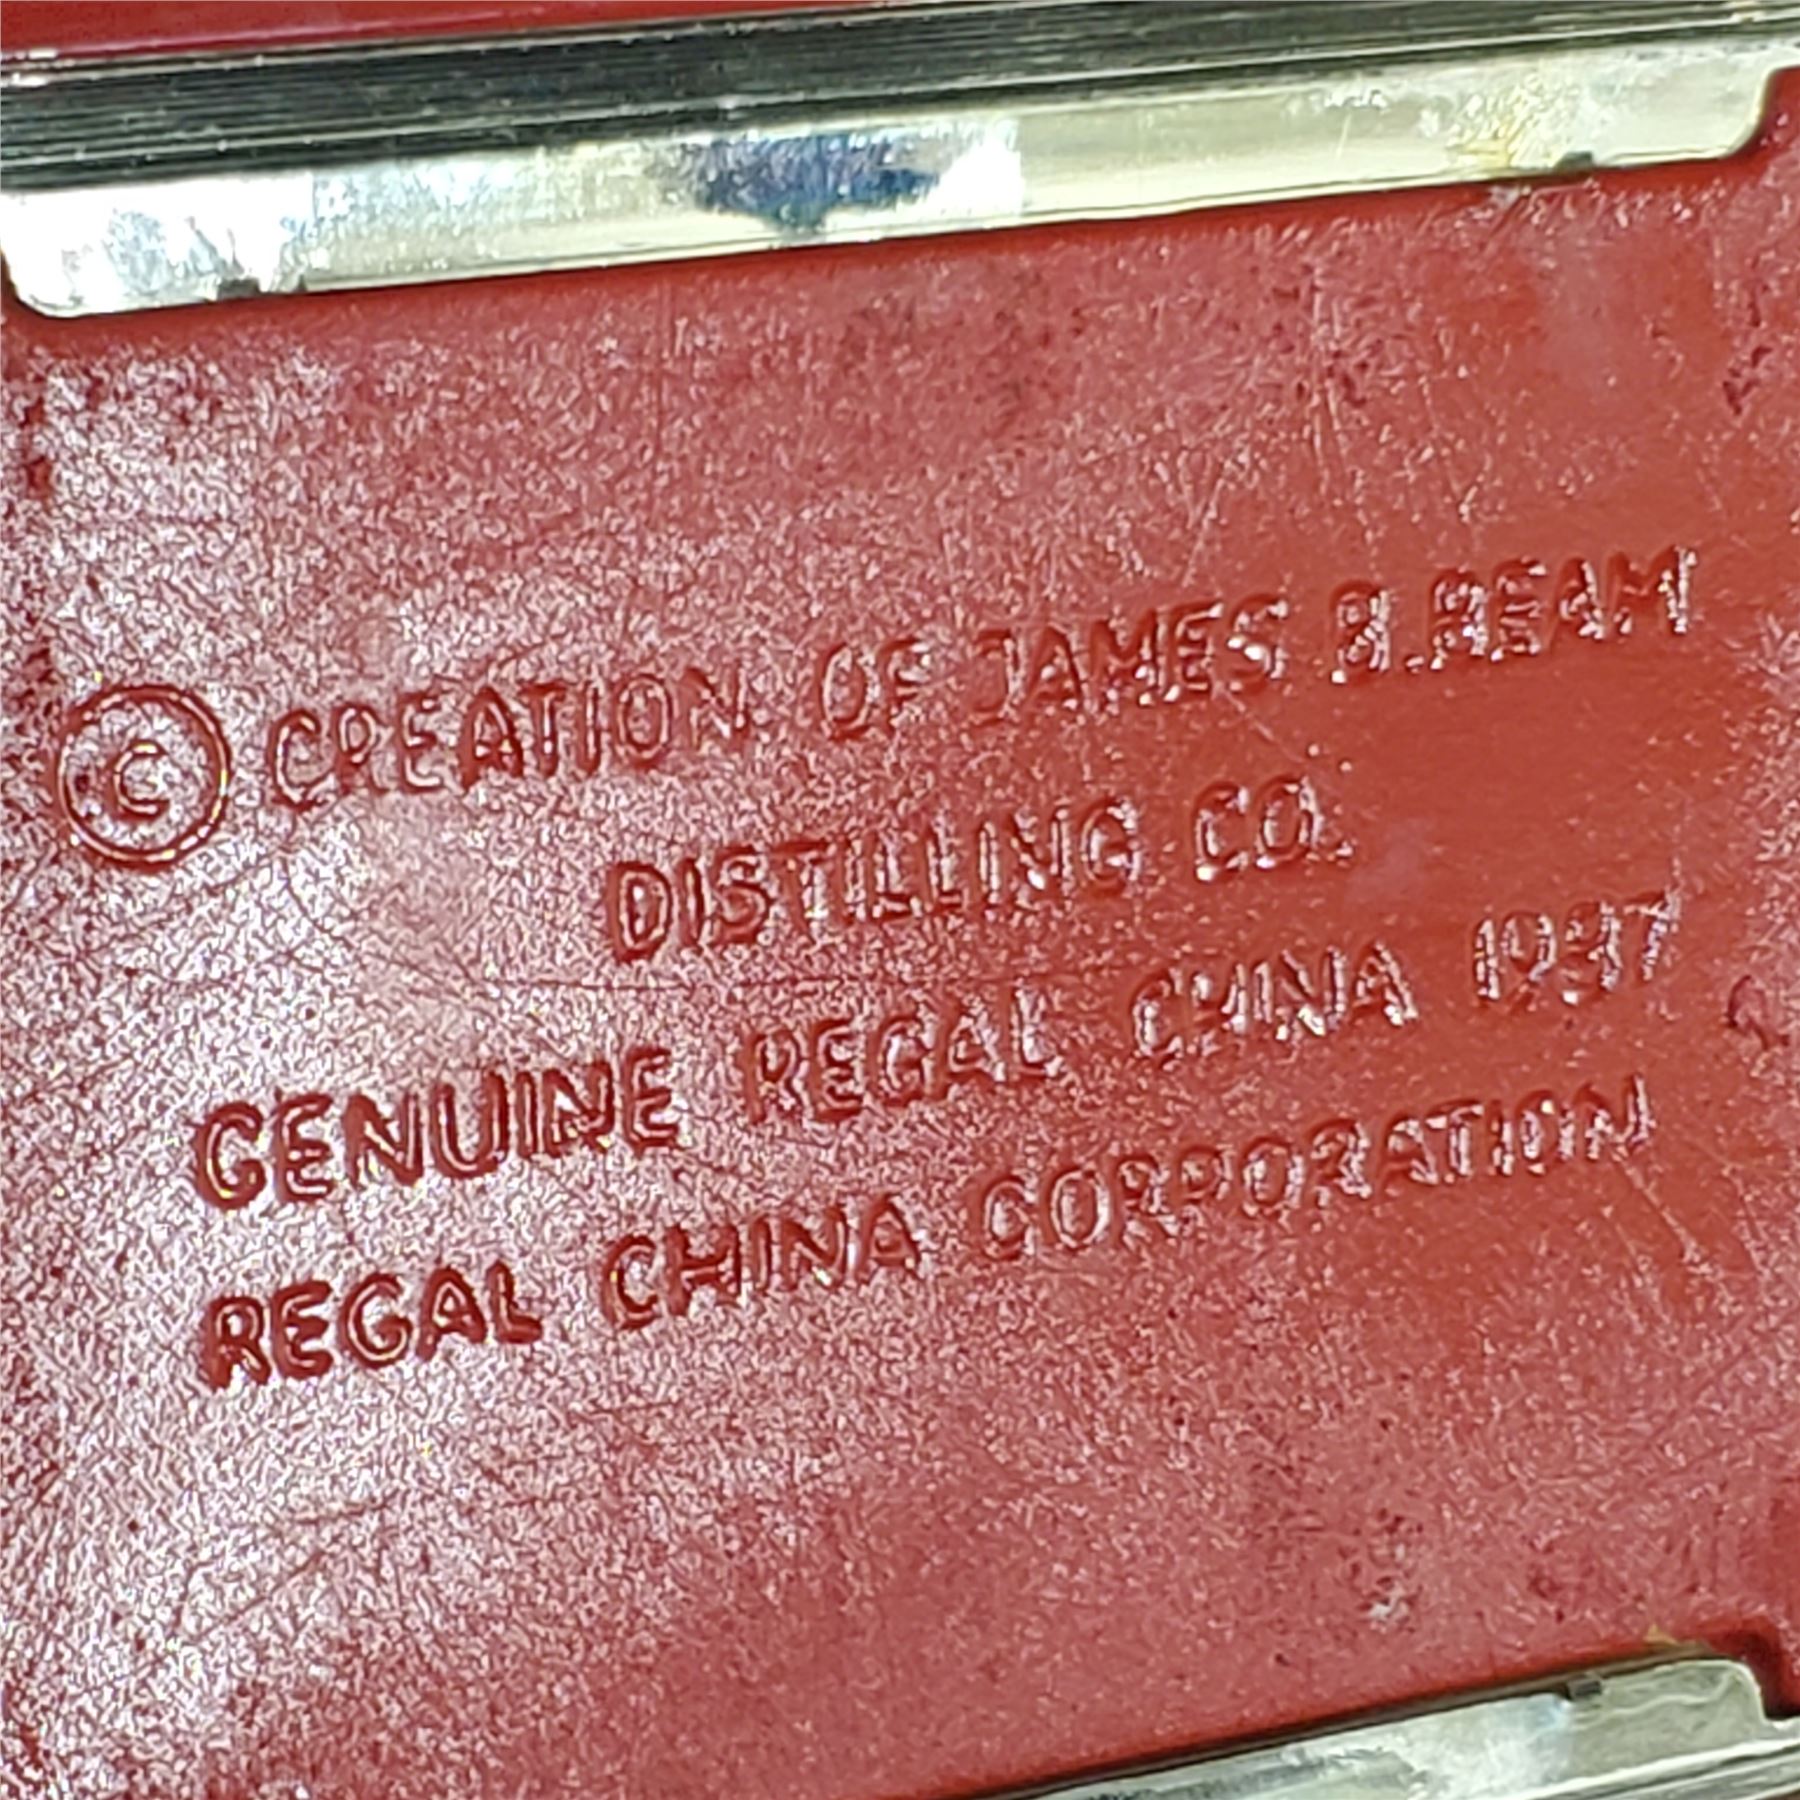 © CREATION OF JAMES B. BEAM
DISTILLING CO.
GENUINE REGAL CHINA 1987
REGAL CHINA CORPORATION